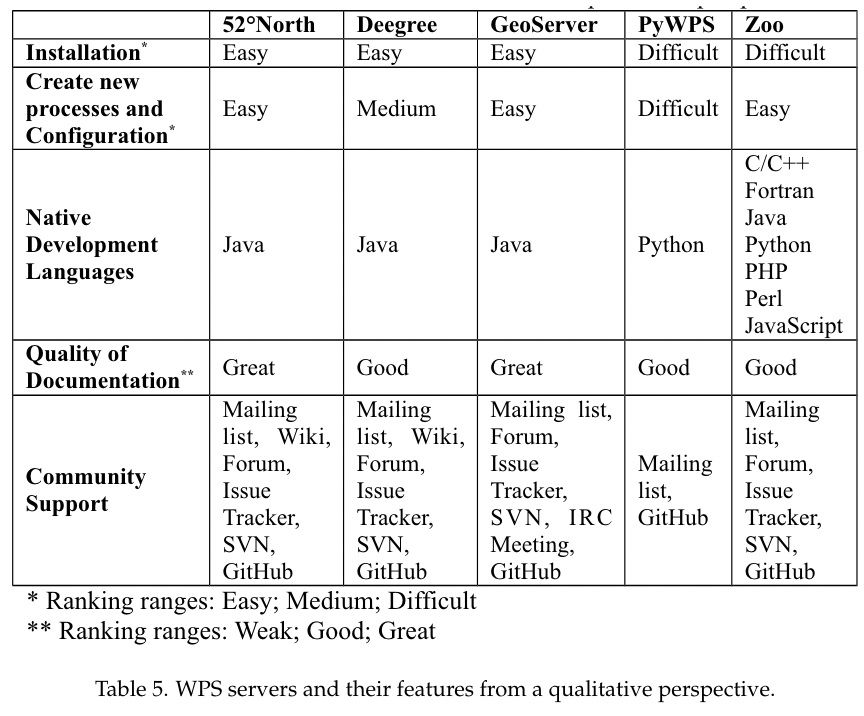 52°North Deegree GeoServer PyWPS Zoo
Installation* Easy Easy Easy Difficult Difficult
Create new
processes and
Configuration*
Easy Medium Easy Difficult Easy
Native
Development
Languages
Java Java Java Python
C/C++
Fortran
Java
Python
PHP
Perl
JavaScript
Quality of
Documentation**
Great Good Great Good Good
Community
Support
Mailing
list, Wiki,
Forum,
Issue
Tracker,
SVN,
GitHub
Mailing
list, Wiki,
Forum,
Issue
Tracker,
SVN,
GitHub
Mailing list,
Forum,
Issue
Tracker,
SVN, IRC
Meeting,
GitHub
Mailing
list,
GitHub
Mailing
list,
Forum,
Issue
Tracker,
SVN,
GitHub
* Ranking ranges: Easy; Medium; Difficult
** Ranking ranges: Weak; Good; Great
Table 5. WPS servers and their features from a qualitative perspective.